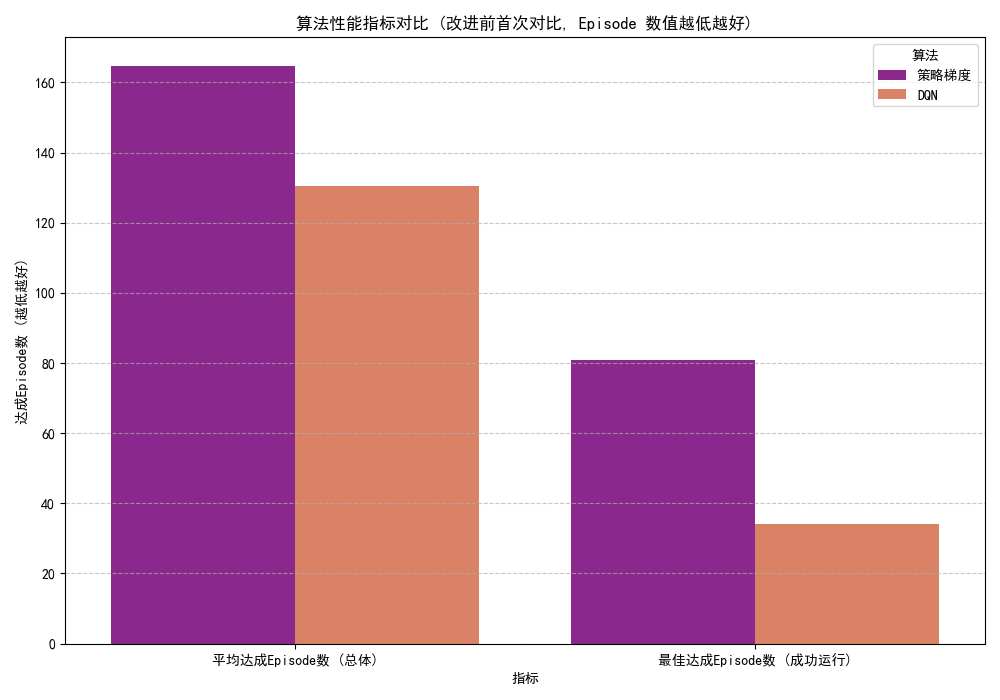 算法性能指标对比 (改进前首次对比, Episode 数值越低越好)
算法
策略梯度
DQN
达成Episode数 (越低越好)
160
140
120
100
80
60
40
20
0
平均达成Episode数 (总体)
最佳达成Episode数 (成功运行)
指标